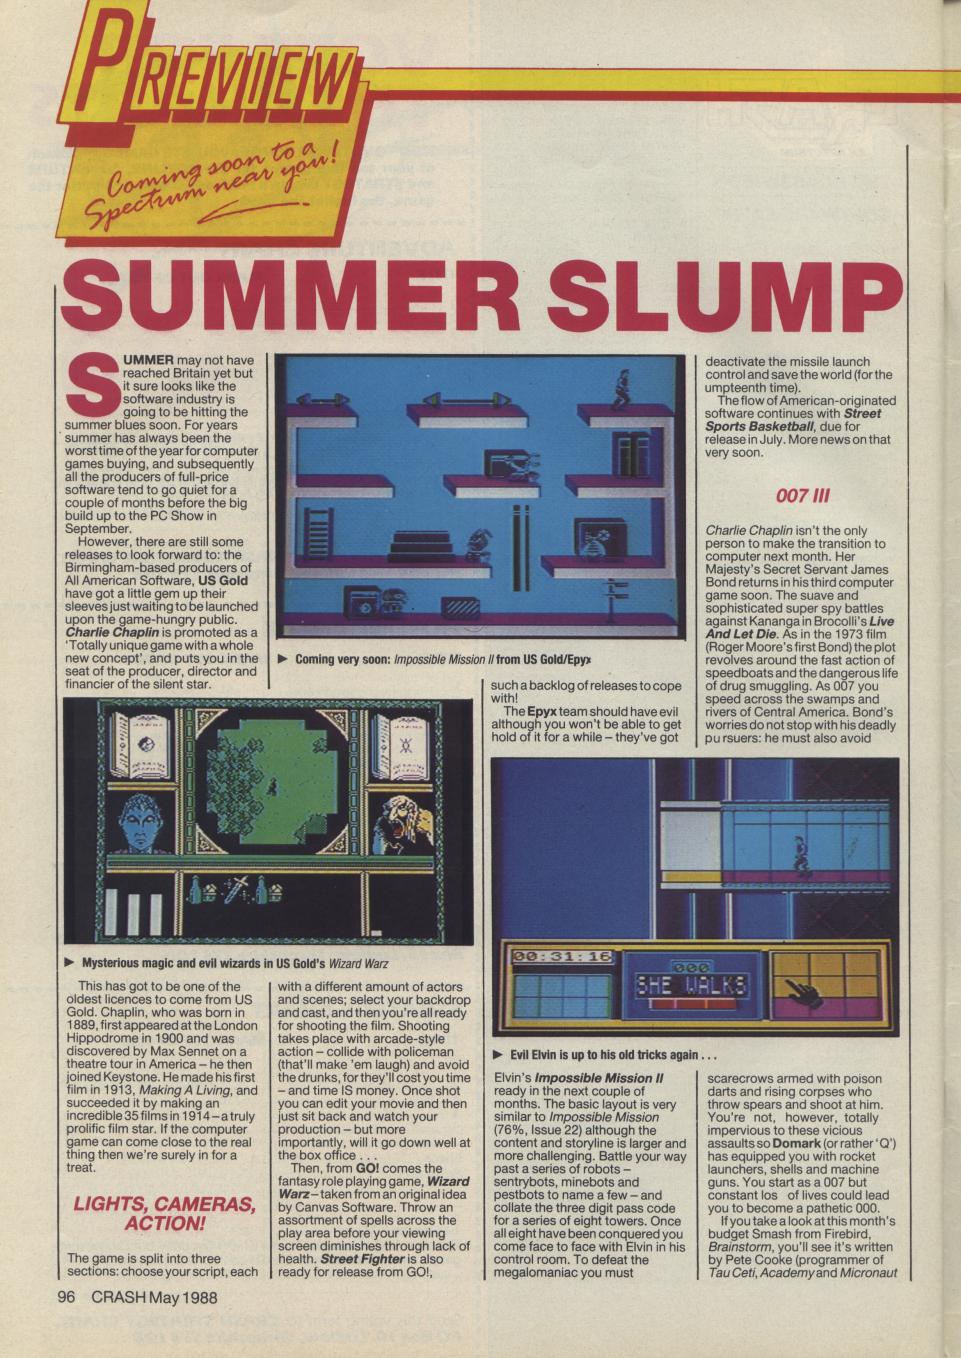 PREVIEW
Coming soon to a
Spectrum near you!
SUMMER SLUMP
SUMMER may not have
reached Britain yet but
it sure looks like the
software industry is
going to be hitting the
summer blues soon. For years
summer has always been the
worst time of the year for computer
games buying, and subsequently
all the producers of full-price
software tend to go quiet for a
couple of months before the big
build up to the PC Show in
September.
However, there are still some
releases to look forward to: the
Birmingham-based producers of
All American Software, US Gold
have got a little gem up their
sleeves just waiting to be launched
upon the game-hungry public.
Charlie Chaplin is promoted as a
'Totally unique game with a whole
new concept', and puts you in the
seat of the producer, director and
financier of the silent star.
▶ Coming very soon: Impossible Mission II from US Gold/Epyx
▶ Mysterious magic and evil wizards in US Gold's Wizard Warz
This has got to be one of the
oldest licences to come from US
Gold. Chaplin, who was born in
1889, first appeared at the London
Hippodrome in 1900 and was
discovered by Max Sennet on a
theatre tour in America – he then
joined Keystone. He made his first
film in 1913, Making A Living, and
succeeded it by making an
incredible 35 films in 1914 – a truly
prolific film star. If the computer
game can come close to the real
thing then we're surely in for a
treat.
LIGHTS, CAMERAS,
ACTION!
The game is split into three
sections: choose your script, each
with a different amount of actors
and scenes; select your backdrop
and cast, and then you're all ready
for shooting the film. Shooting
takes place with arcade-style
action – collide with policeman
(that'll make 'em laugh) and avoid
the drunks, for they'll cost you time
– and time IS money. Once shot
you can edit your movie and then
just sit back and watch your
production – but more
importantly, will it go down well at
the box office . . .
Then, from GO! comes the
fantasy role playing game, Wizard
Warz – taken from an original idea
by Canvas Software. Throw an
assortment of spells across the
play area before your viewing
screen diminishes through lack of
health. Street Fighter is also
ready for release from GO!,
such a backlog of releases to cope
with!
The Epyx team should have evil
although you won't be able to get
hold of it for a while – they've got
00:31:16
000
SHE WALKS
▶ Evil Elvin is up to his old tricks again . . .
Elvin's Impossible Mission II
ready in the next couple of
months. The basic layout is very
similar to Impossible Mission
(76%, Issue 22) although the
content and storyline is larger and
more challenging. Battle your way
past a series of robots –
sentrybots, minebots and
pestbots to name a few – and
collate the three digit pass code
for a series of eight towers. Once
all eight have been conquered you
come face to face with Elvin in his
control room. To defeat the
megalomaniac you must
deactivate the missile launch
control and save the world (for the
umpteenth time).
The flow of American-originated
software continues with Street
Sports Basketball, due for
release in July. More news on that
very soon.
007 III
Charlie Chaplin isn't the only
person to make the transition to
computer next month. Her
Majesty's Secret Servant James
Bond returns in his third computer
game soon. The suave and
sophisticated super spy battles
against Kananga in Brocolli's Live
And Let Die. As in the 1973 film
(Roger Moore's first Bond) the plot
revolves around the fast action of
speedboats and the dangerous life
of drug smuggling. As 007 you
speed across the swamps and
rivers of Central America. Bond's
worries do not stop with his deadly
pursuers: he must also avoid
scarecrows armed with poison
darts and rising corpses who
throw spears and shoot at him.
You're not, however, totally
impervious to these vicious
assaults so Domark (or rather 'Q')
has equipped you with rocket
launchers, shells and machine
guns. You start as a 007 but
constant los of lives could lead
you to become a pathetic 000.
If you take a look at this month's
budget Smash from Firebird,
Brainstorm, you'll see it's written
by Pete Cooke (programmer of
Tau Ceti, Academy and Micronaut
96 CRASH May 1988